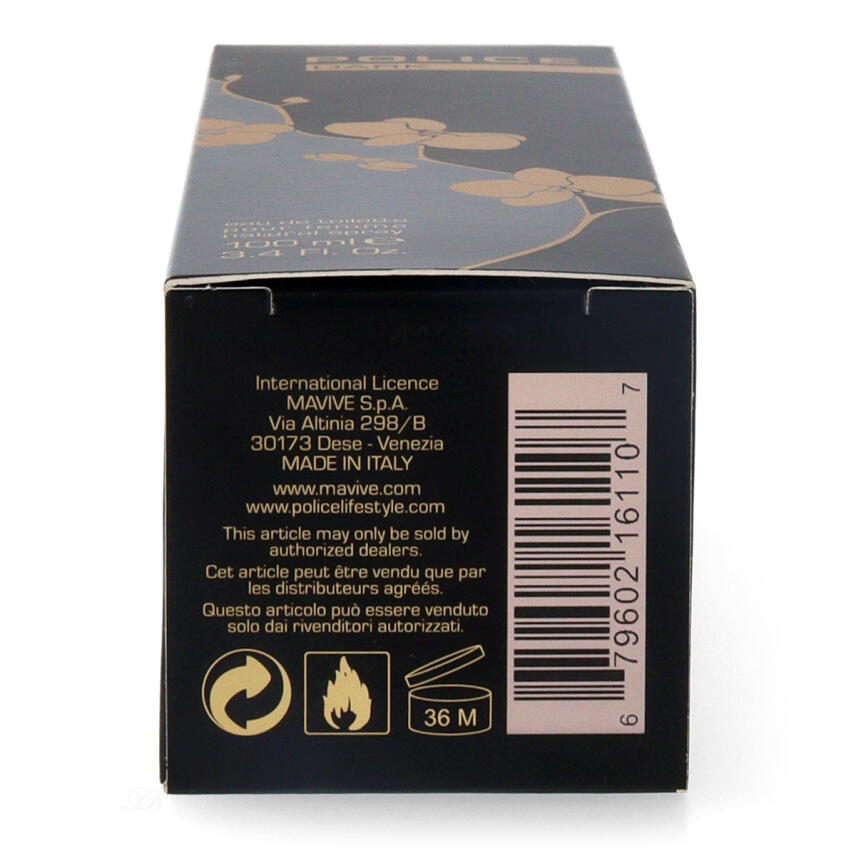 POLICE
DARK
eau de toilette
pour femme
natural spray
100 ml ℮
3.4 Fl. Oz.
International Licence
MAVIVE S.p.A.
Via Altinia 298/B
30173 Dese - Venezia
MADE IN ITALY
www.mavive.com
www.policelifestyle.com
This article may only be sold by
authorized dealers.
Cet article peut être vendu que par
les distributeurs agréés.
Questo articolo può essere venduto
solo dai rivenditori autorizzati.
36 M
6 79602 16110 7